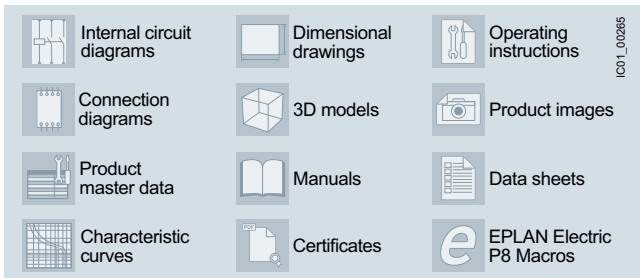 Internal circuit
diagrams
Dimensional
drawings
Operating
instructions
IC01_00265
Connection
diagrams
3D models
Product images
Product
master data
Manuals
Data sheets
Characteristic
curves
PDF
Certificates
e
EPLAN Electric
P8 Macros